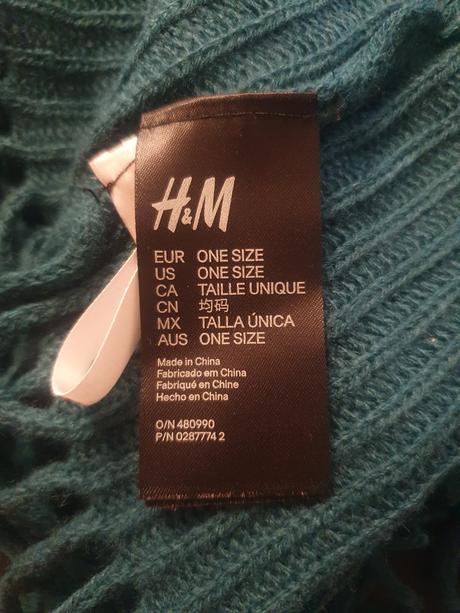 H&M
EUR ONE SIZE
US ONE SIZE
CA TAILLE UNIQUE
CN 均码
MX TALLA ÚNICA
AUS ONE SIZE
Made in China
Fabricado em China
Fabriqué en Chine
Hecho en China
O/N 480990
P/N 0287774 2